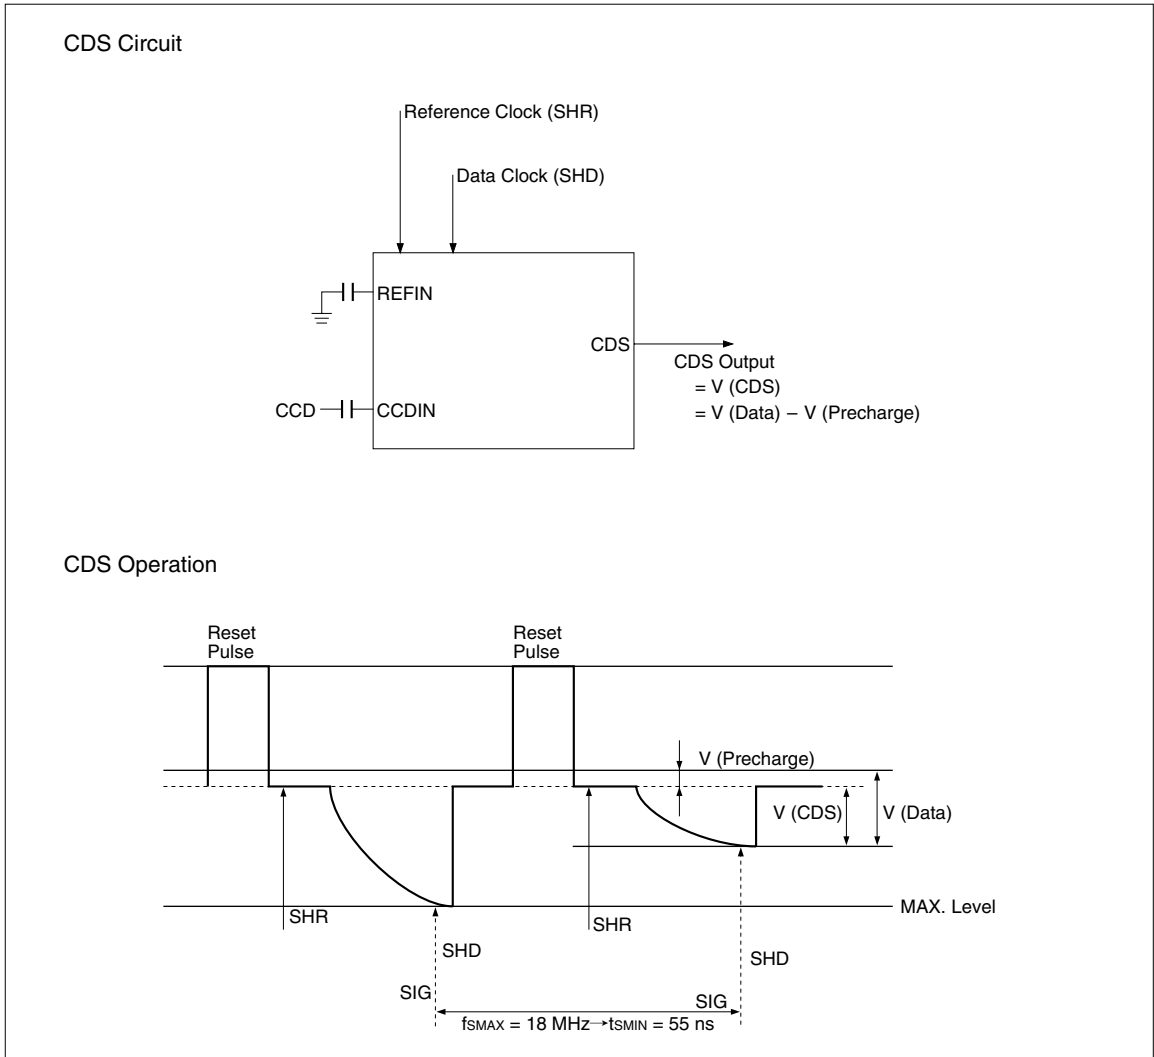 CDS Circuit
Reference Clock (SHR)
Data Clock (SHD)
REFIN
CDS
CDS Output
= V (CDS)
= V (Data) – V (Precharge)
CCD
CCDIN
CDS Operation
Reset
Pulse
Reset
Pulse
V (Precharge)
V (CDS)
V (Data)
MAX. Level
SHR
SHR
SHD
SHD
SIG
SIG
fSMAX = 18 MHz→tSMIN = 55 ns